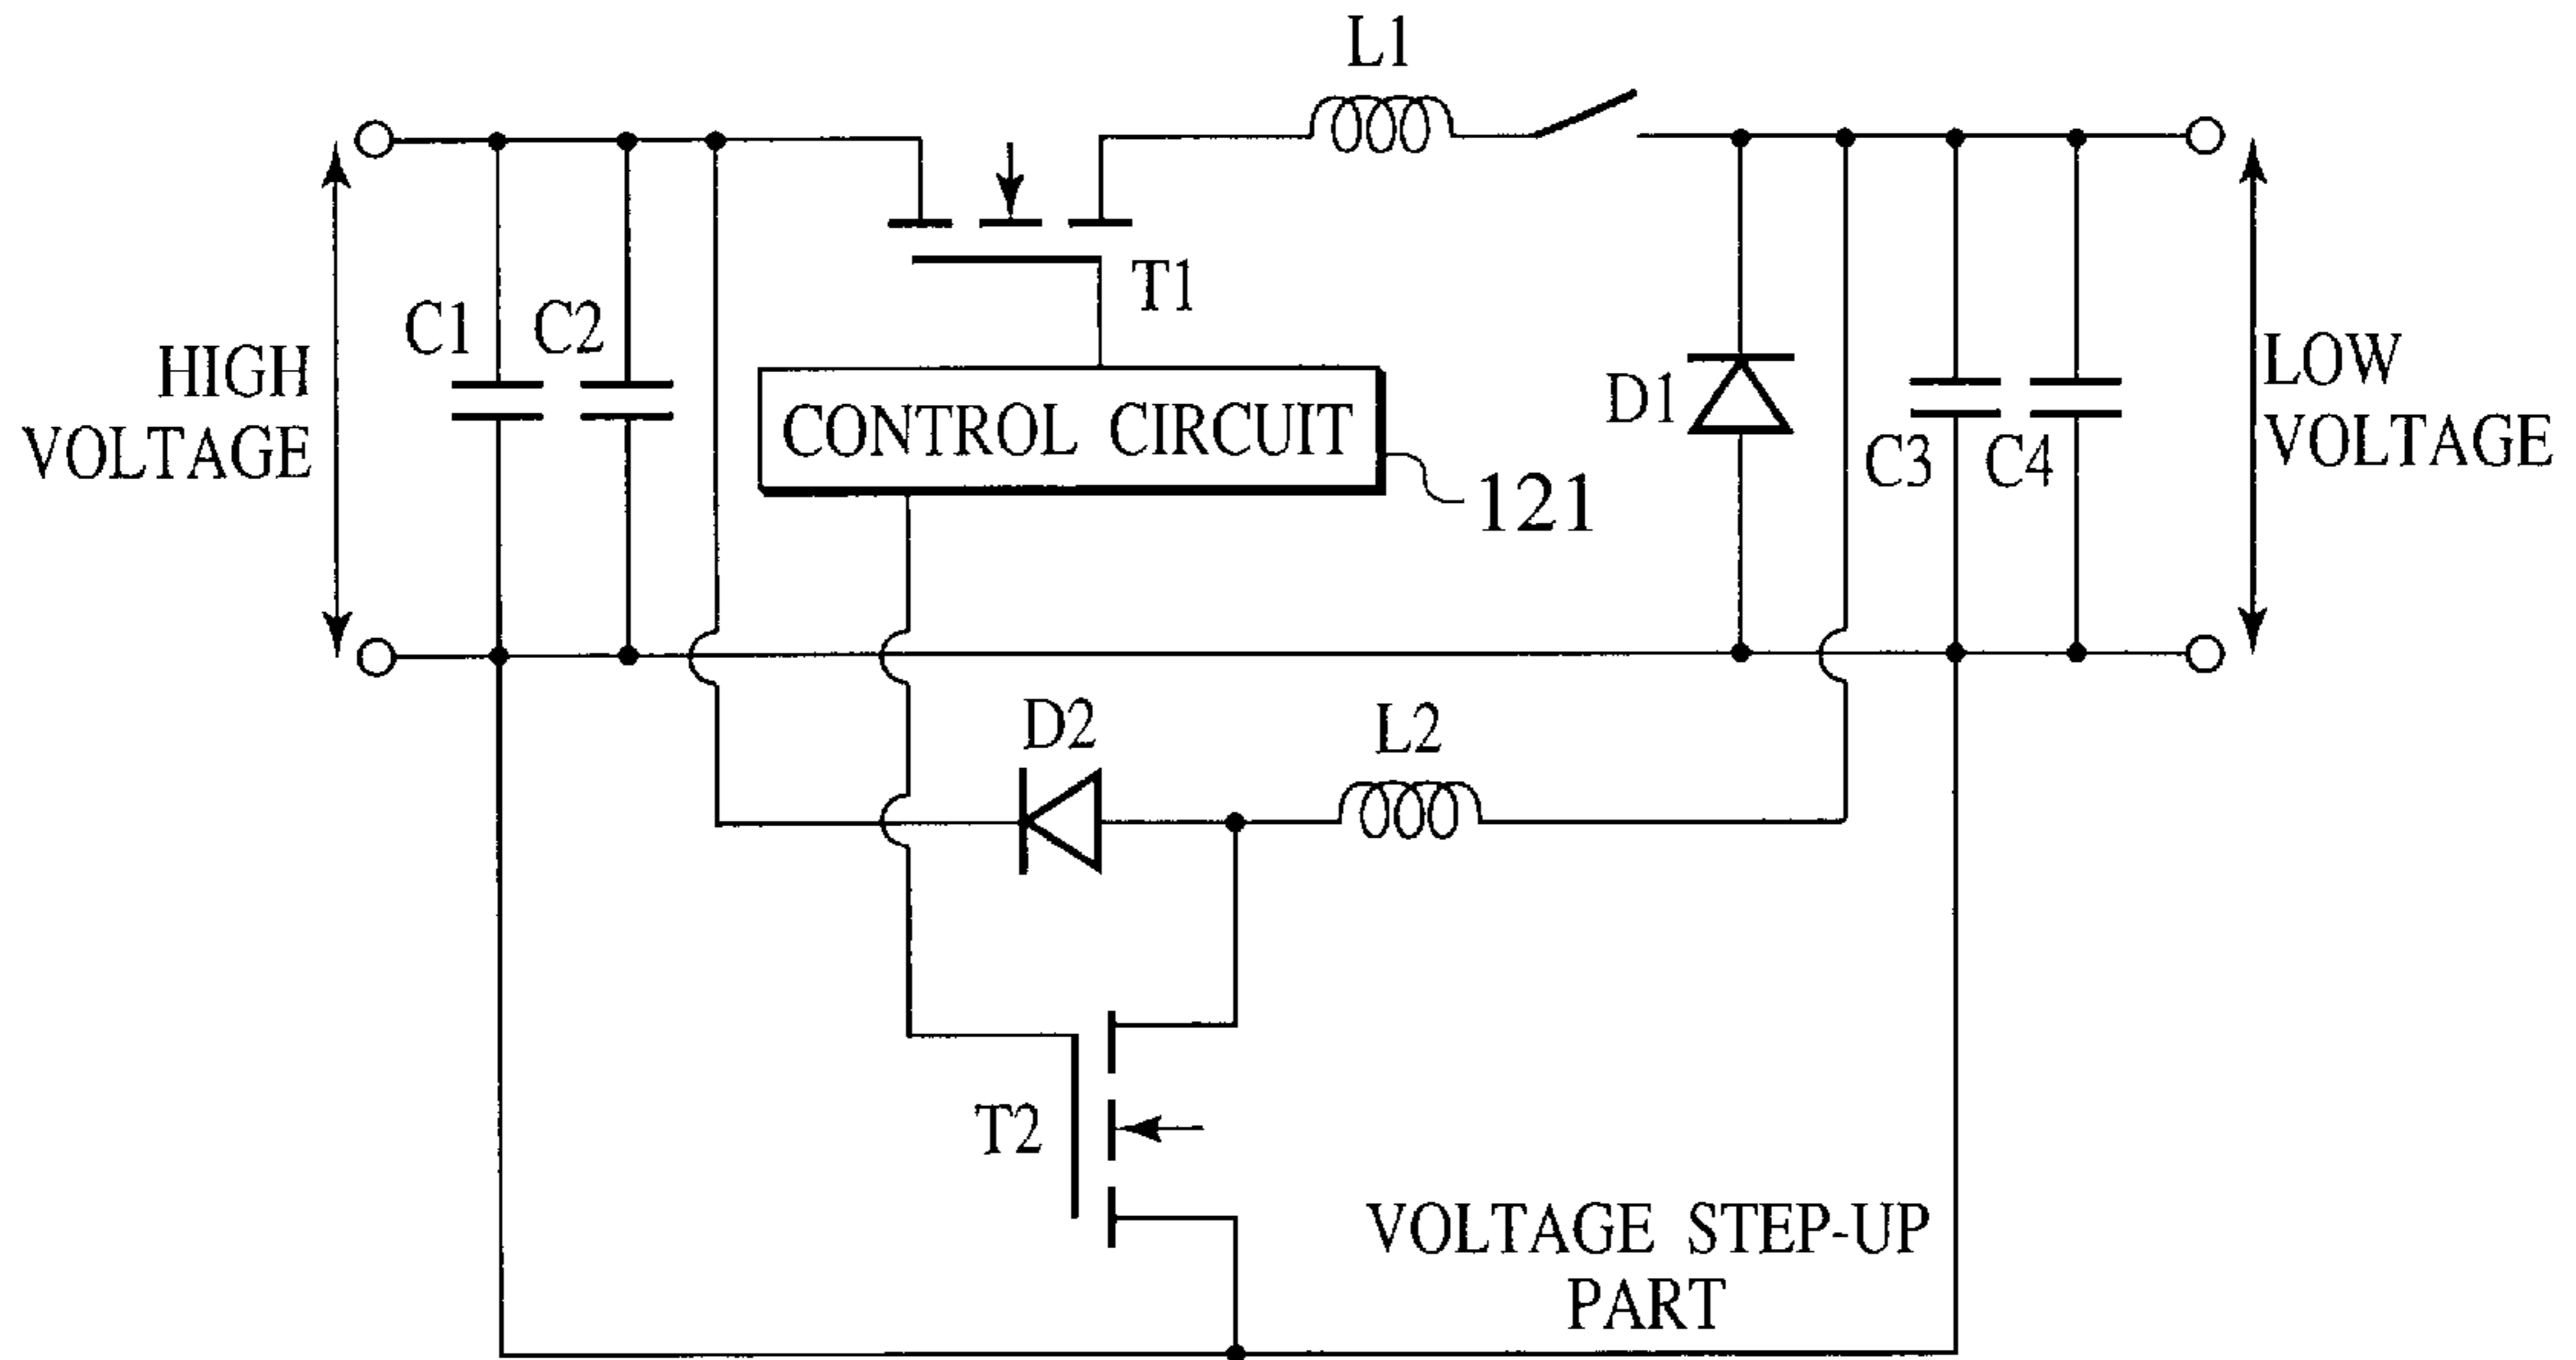 L1
T1
C1
C2
HIGH
VOLTAGE
CONTROL CIRCUIT
121
D1
C3
C4
LOW
VOLTAGE
D2
L2
T2
VOLTAGE STEP-UP
PART